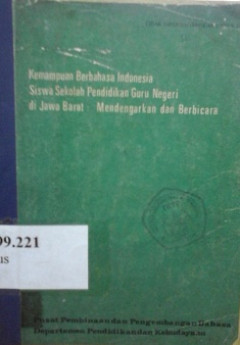 Kemampuan Berbahasa Indonesia
Siswa Sekolah Pendidikan Guru Negeri
di Jawa Barat - Mendengarkan dan Berbicara
99.221
IS
Pusat Pembinaan dan Pengembangan Bahasa
Departemen Pendidikan dan Kebudayaan